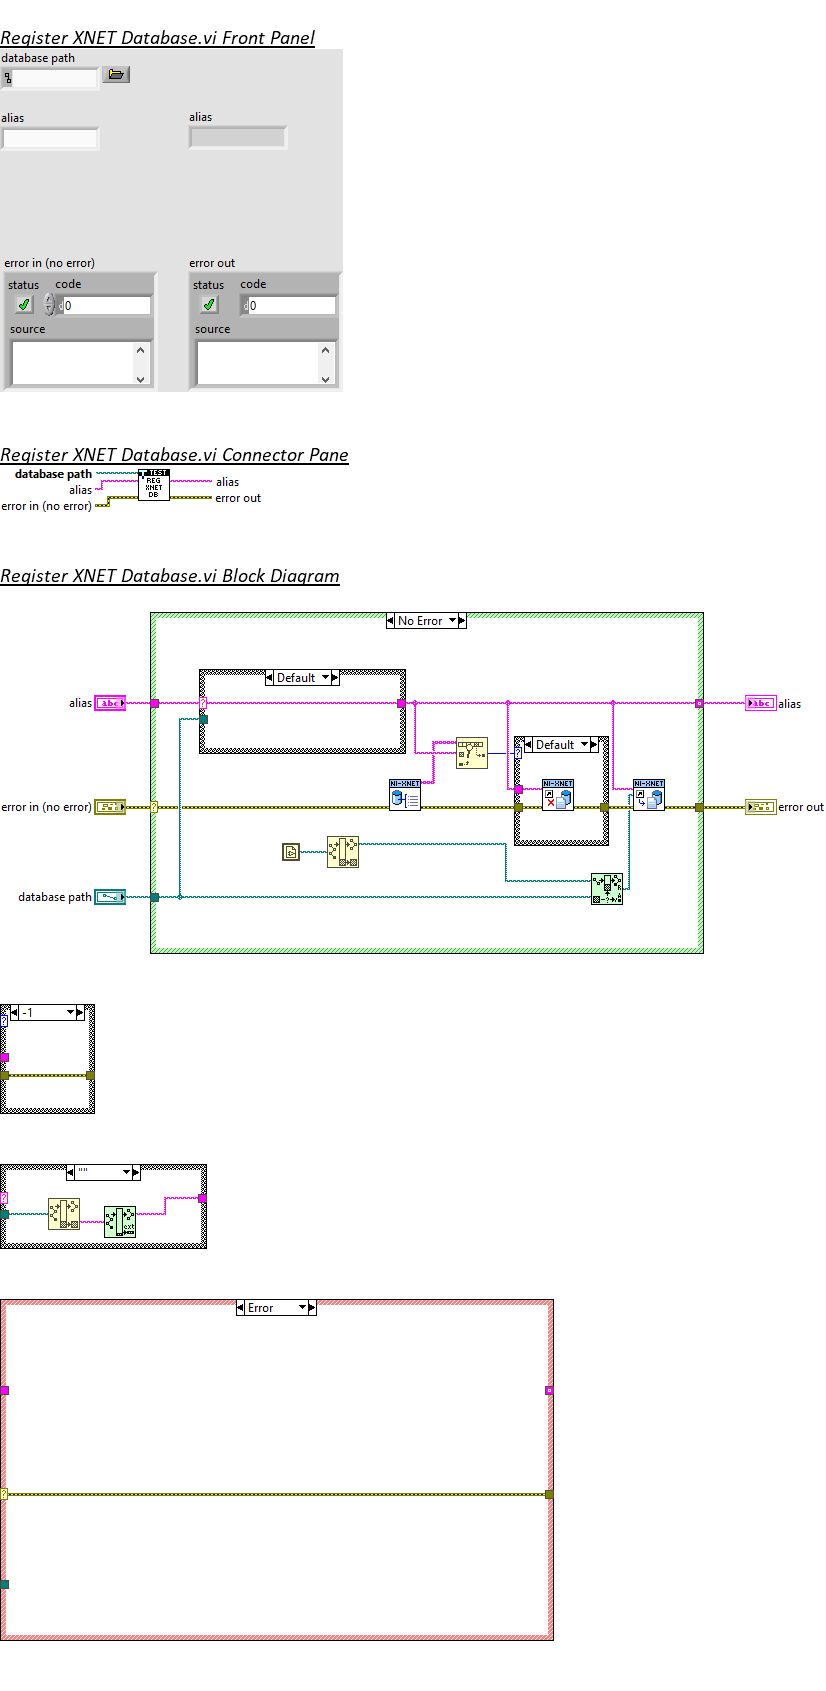 Register XNET Database.vi Front Panel
database path
alias alias
error in (no error) error out
status code status code
0 0
source source
Register XNET Database.vi Connector Pane
database path
alias
error in (no error)
TEST
REG
XNET
DB
alias
error out
Register XNET Database.vi Block Diagram
No Error
Default
alias abc abc alias
Default
NI-XNET NI-XNET NI-XNET
error in (no error) error out
database path
-1
""
ext
Error